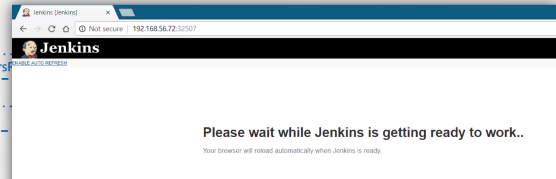 Jenkins [Jenkins]
Not secure | 192.168.56.72:32507
Jenkins
ENABLE AUTO REFRESH
Please wait while Jenkins is getting ready to work..
Your browser will reload automatically when Jenkins is ready.